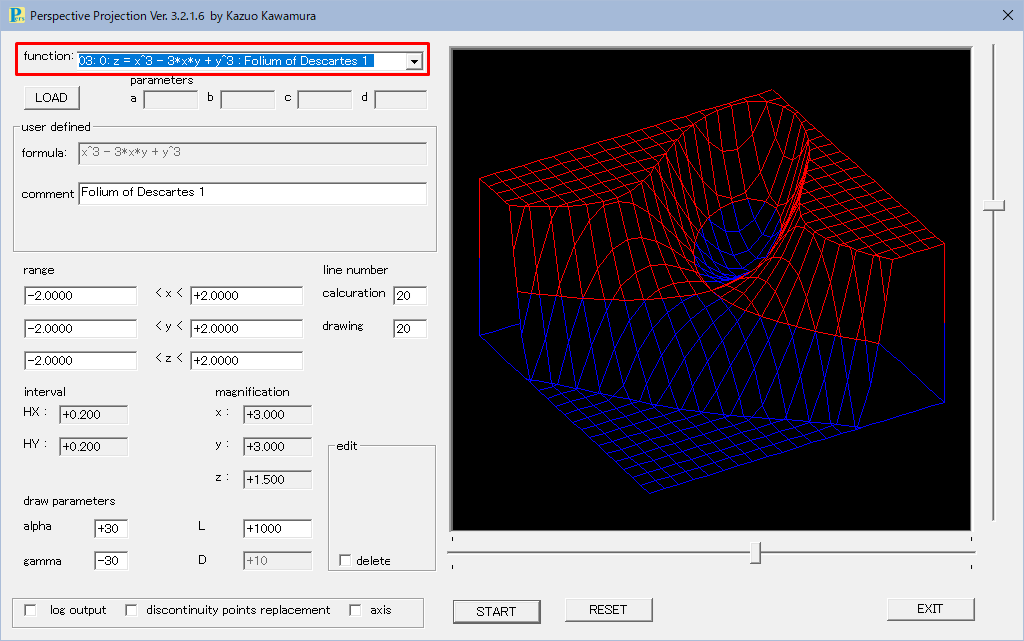 Perspective Projection Ver. 3.2.1.6 by Kazuo Kawamura
function: 03: 0: z = x^3 - 3*x*y + y^3 : Folium of Descartes 1
parameters
LOAD a b c d
user defined
formula: x^3 - 3*x*y + y^3
comment Folium of Descartes 1
range line number
-2.0000 < x < +2.0000 calcuration 20
-2.0000 < y < +2.0000 drawing 20
-2.0000 < z < +2.0000
interval magnification
HX : +0.200 x : +3.000
HY : +0.200 y : +3.000 edit
z : +1.500
draw parameters
alpha +30 L +1000
gamma -30 D +10 delete
log output discontinuity points replacement axis START RESET EXIT